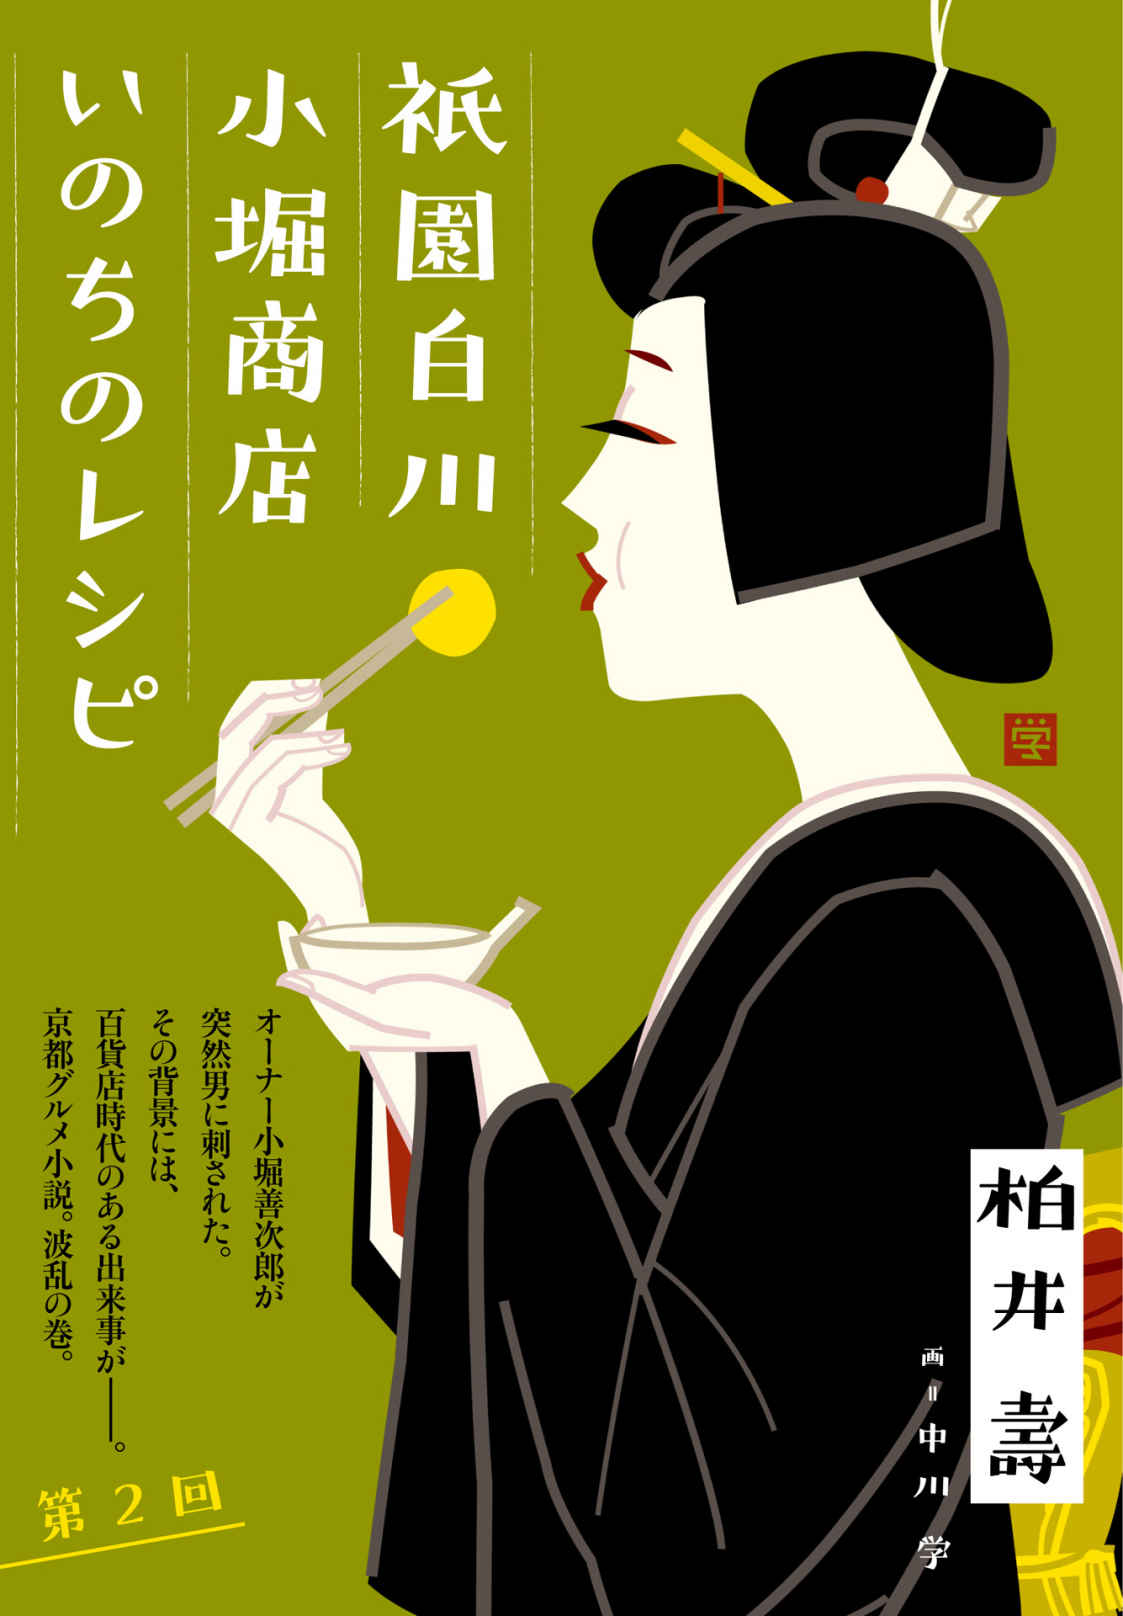 祇園白川
小堀商店
いのちのレシピ
学
オーナー小堀善次郎が
突然男に刺された。
その背景には、
百貨店時代のある出来事が――。
京都グルメ小説。波乱の巻。
柏井壽
画=中川学
第2回